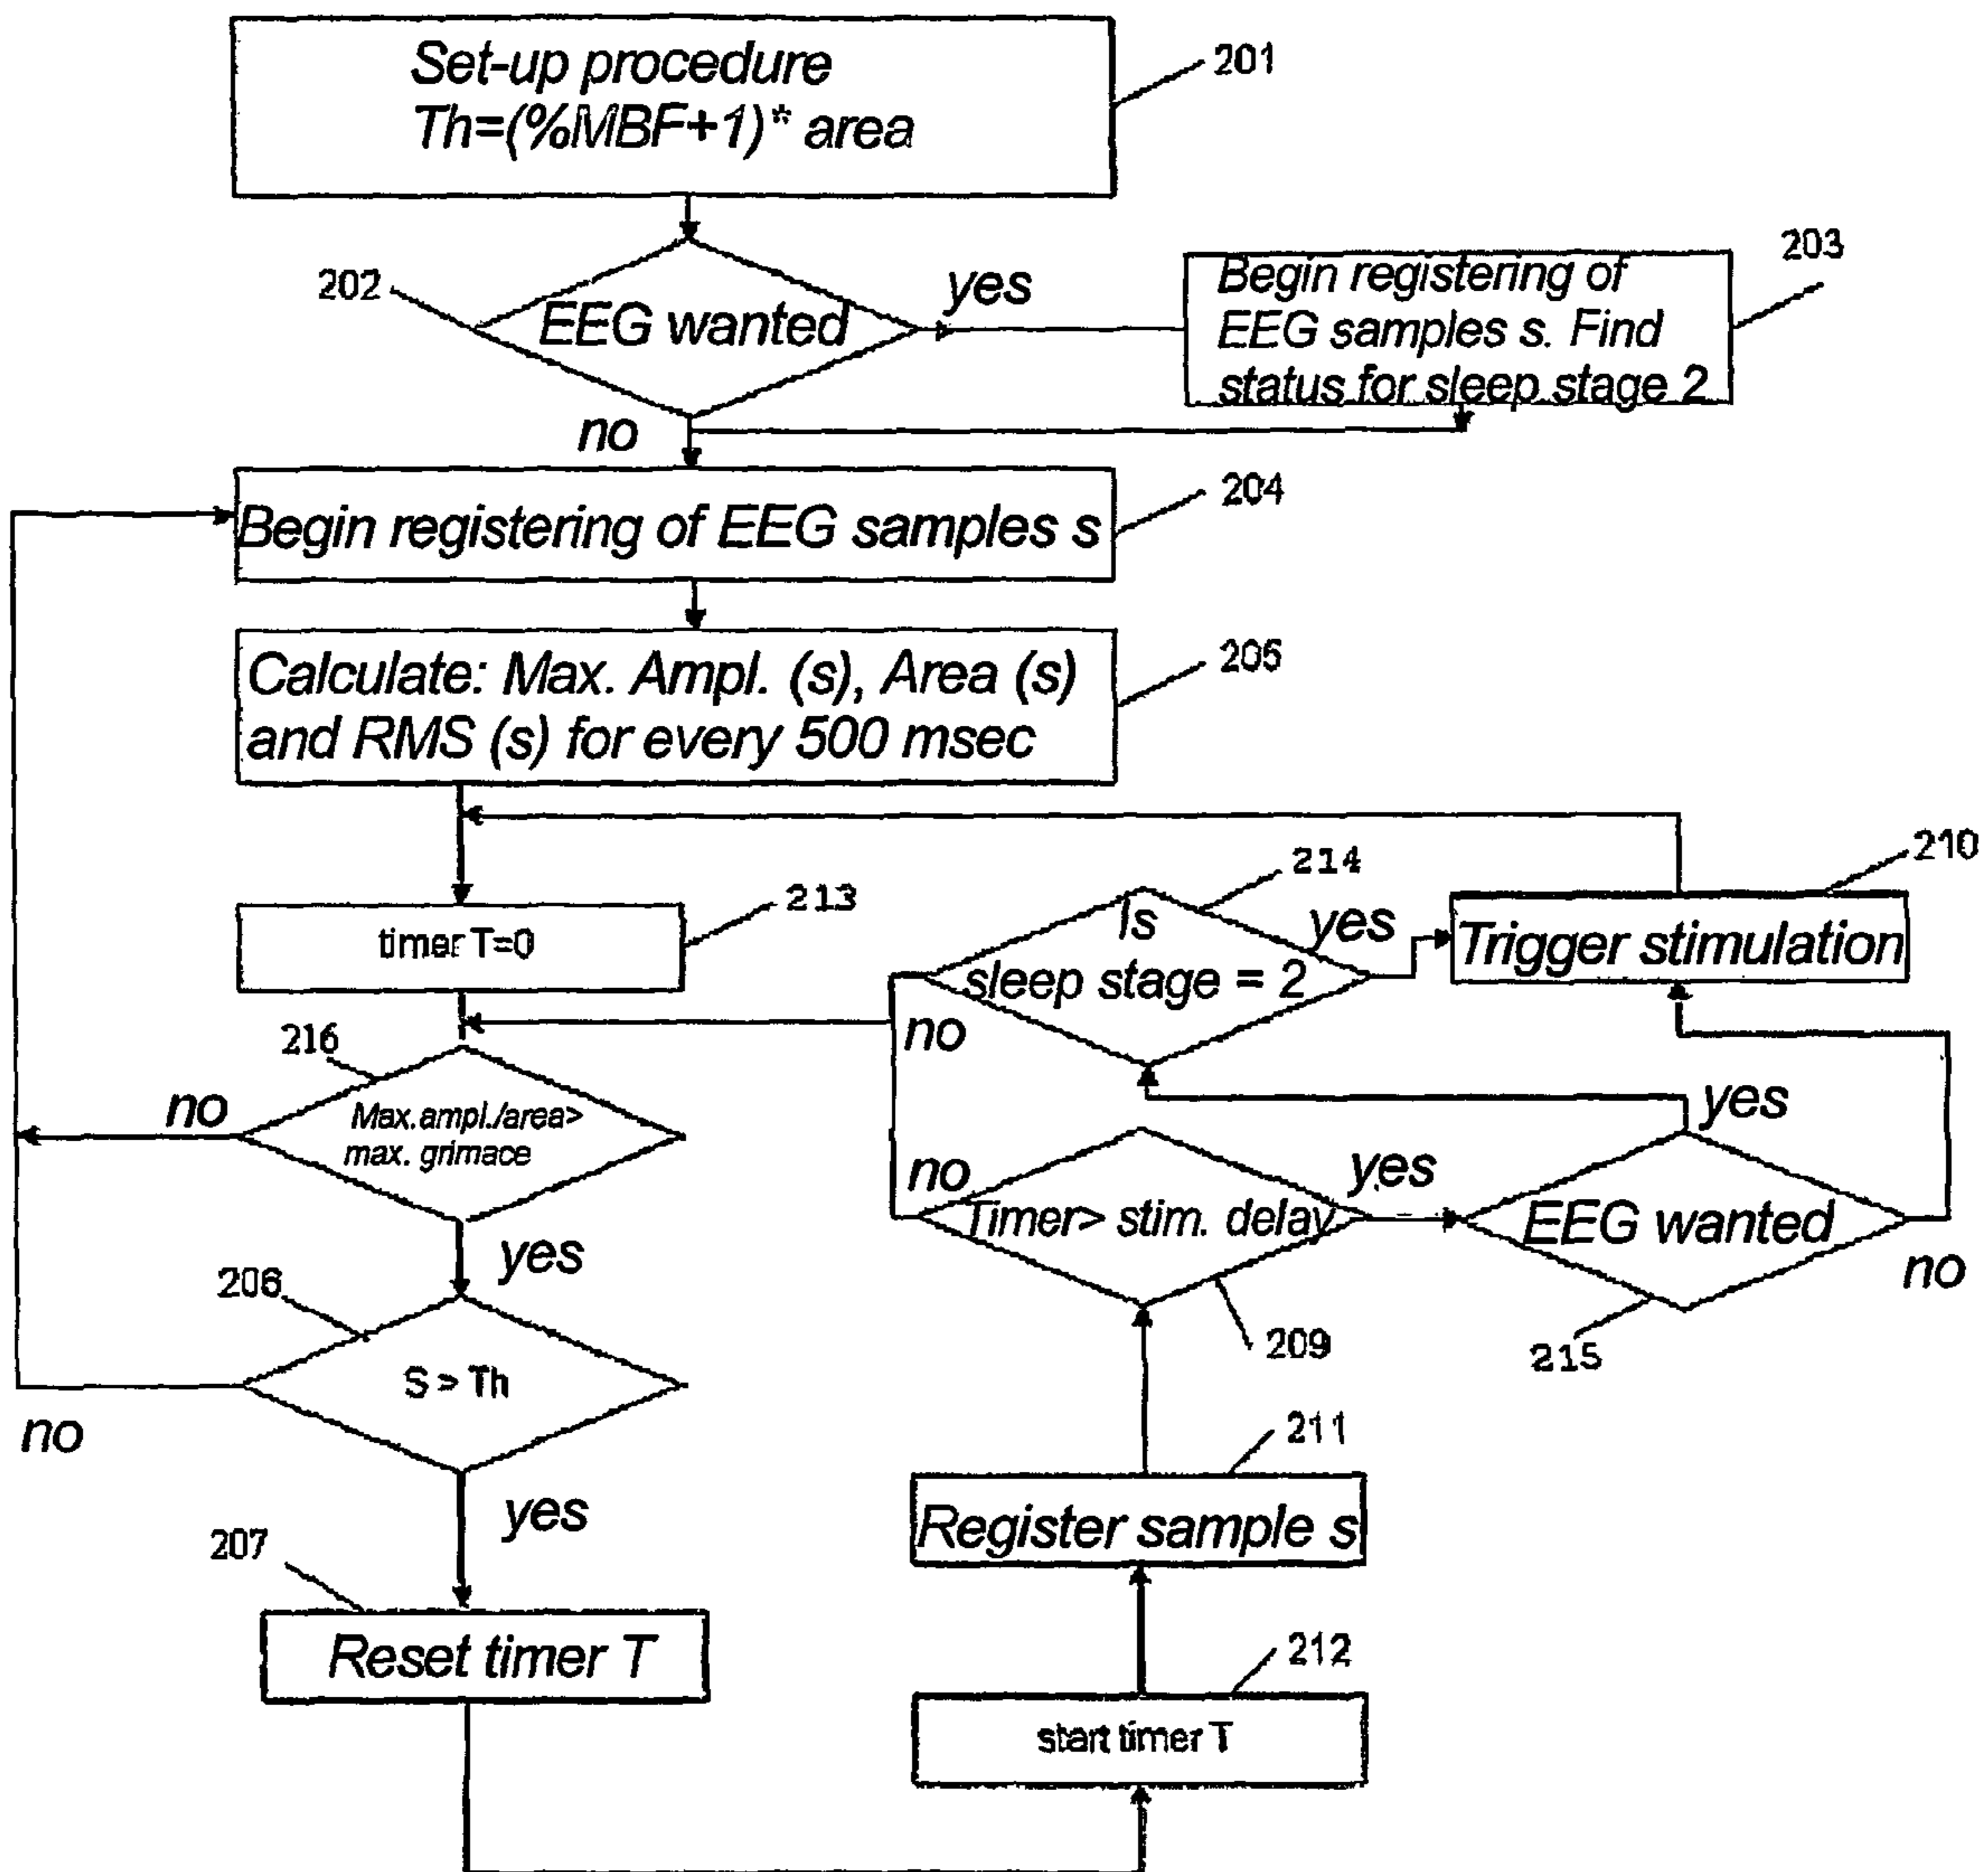 Set-up procedure
Th=(%MBF+1)* area
201
202
EEG wanted
yes
no
203
Begin registering of
EEG samples s. Find
status for sleep stage 2
204
Begin registering of EEG samples s
205
Calculate: Max. Ampl. (s), Area (s)
and RMS (s) for every 500 msec
213
timer T=0
214
Is
sleep stage = 2
yes
no
210
Trigger stimulation
216
Max.ampl./area>
max. grimace
no
yes
Timer> stim. delay
no
yes
209
EEG wanted
yes
no
215
206
S > Th
no
yes
207
Reset timer T
211
Register sample s
212
start timer T